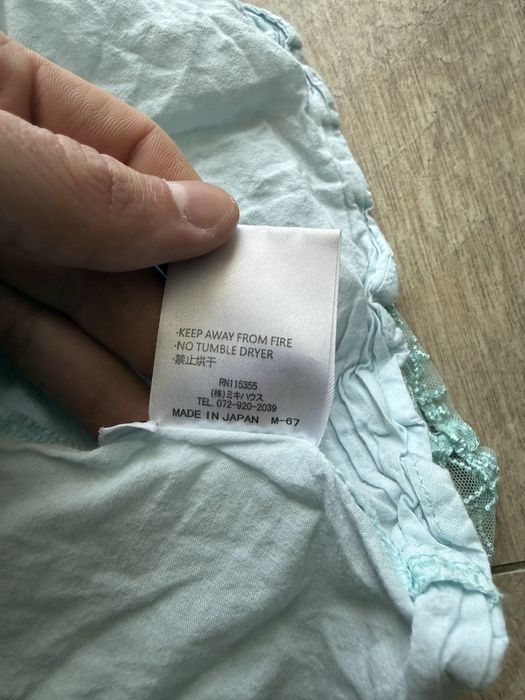 ·KEEP AWAY FROM FIRE
·NO TUMBLE DRYER
·禁止烘干
RN115355
(株)ミキハウス
TEL. 072-920-2039
MADE IN JAPAN M-67